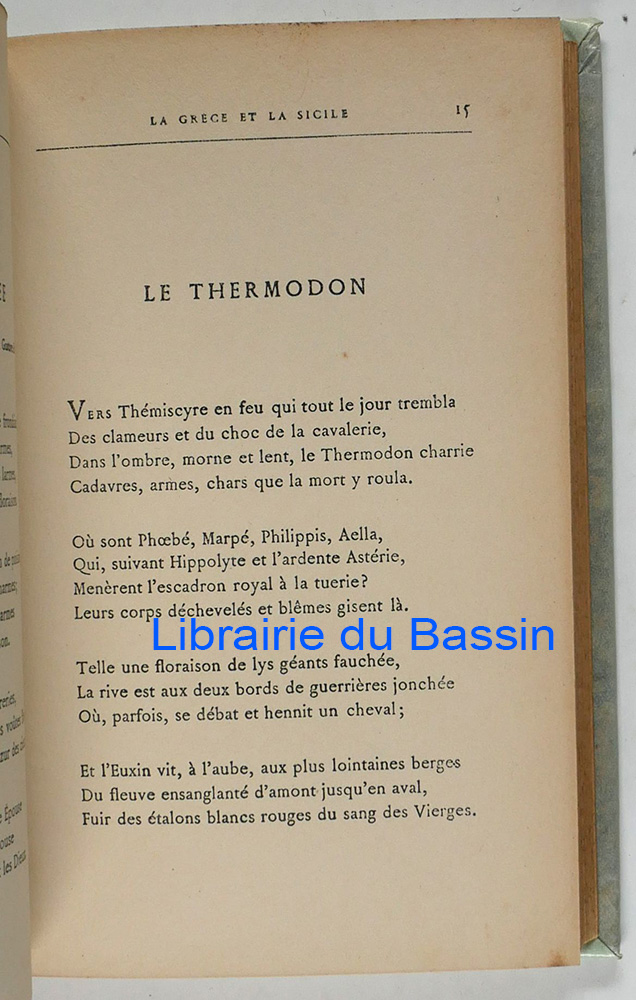 LA GRECE ET LA SICILE 15
LE THERMODON
VERS Thémiscyre en feu qui tout le jour trembla
Des clameurs et du choc de la cavalerie,
Dans l'ombre, morne et lent, le Thermodon charrie
Cadavres, armes, chars que la mort y roula.
Où sont Phœbé, Marpé, Philippis, Aella,
Qui, suivant Hippolyte et l'ardente Astérie,
Menèrent l'escadron royal à la tuerie?
Leurs corps déchevelés et blêmes gisent là.
Librairie du Bassin
Telle une floraison de lys géants fauchée,
La rive est aux deux bords de guerrières jonchée
Où, parfois, se débat et hennit un cheval;
Et l'Euxin vit, à l'aube, aux plus lointaines berges
Du fleuve ensanglanté d'amont jusqu'en aval,
Fuir des étalons blancs rouges du sang des Vierges.
Épouse
les Dieux